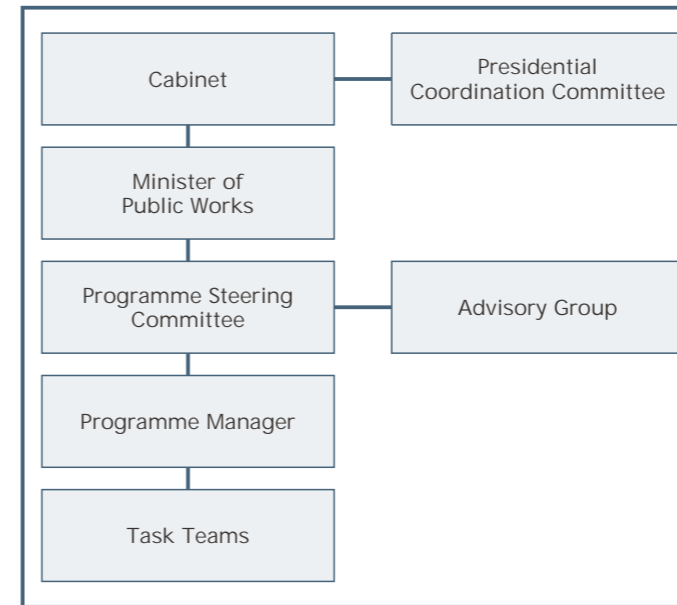 Cabinet
Presidential
Coordination Committee
Minister of
Public Works
Programme Steering
Committee
Advisory Group
Programme Manager
Task Teams